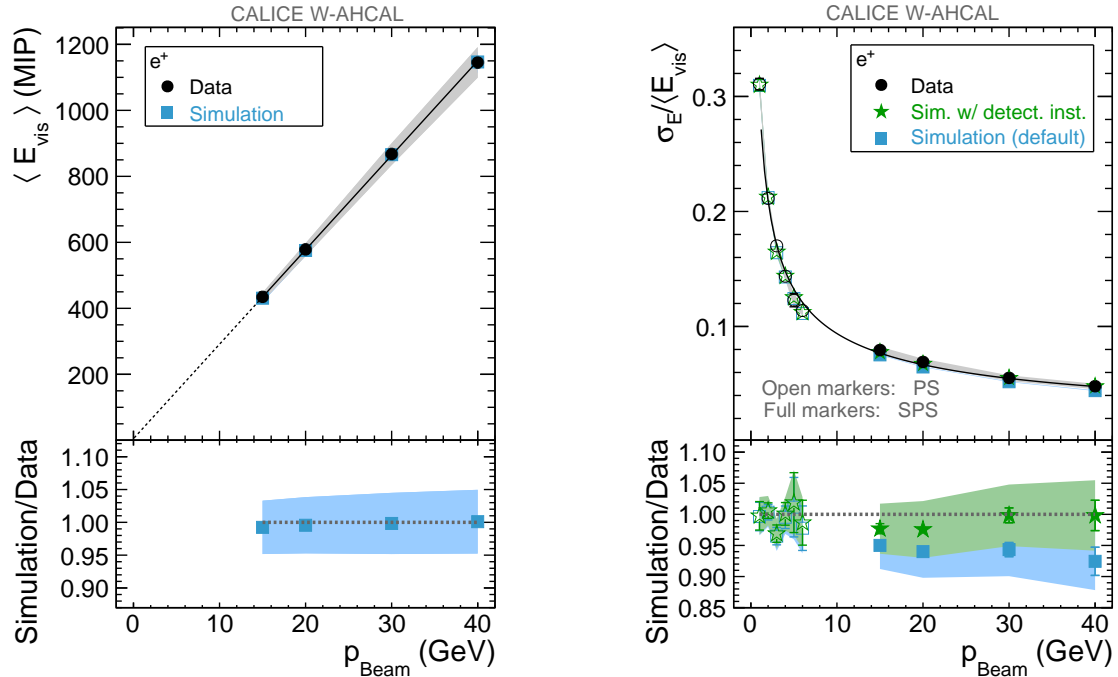 CALICE W-AHCAL
⟨ E_vis ⟩ (MIP)
1200
1000
800
600
400
200
e⁺
Data
Simulation
Simulation/Data
1.10
1.05
1.00
0.95
0.90
0 10 20 30 40
p_Beam (GeV)
CALICE W-AHCAL
σ_E/⟨E_vis⟩
0.3
0.2
0.1
e⁺
Data
Sim. w/ detect. inst.
Simulation (default)
Open markers: PS
Full markers: SPS
Simulation/Data
1.10
1.05
1.00
0.95
0.90
0.85
0 10 20 30 40
p_Beam (GeV)